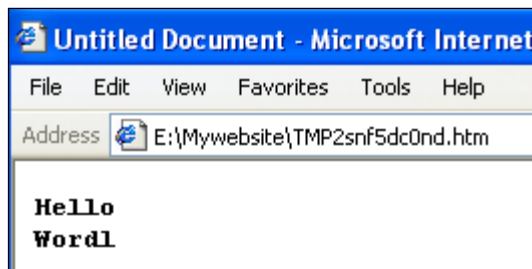 Untitled Document - Microsoft Internet
File Edit View Favorites Tools Help
Address E:\Mywebsite\TMP2snf5dc0nd.htm
Hello
Wordl